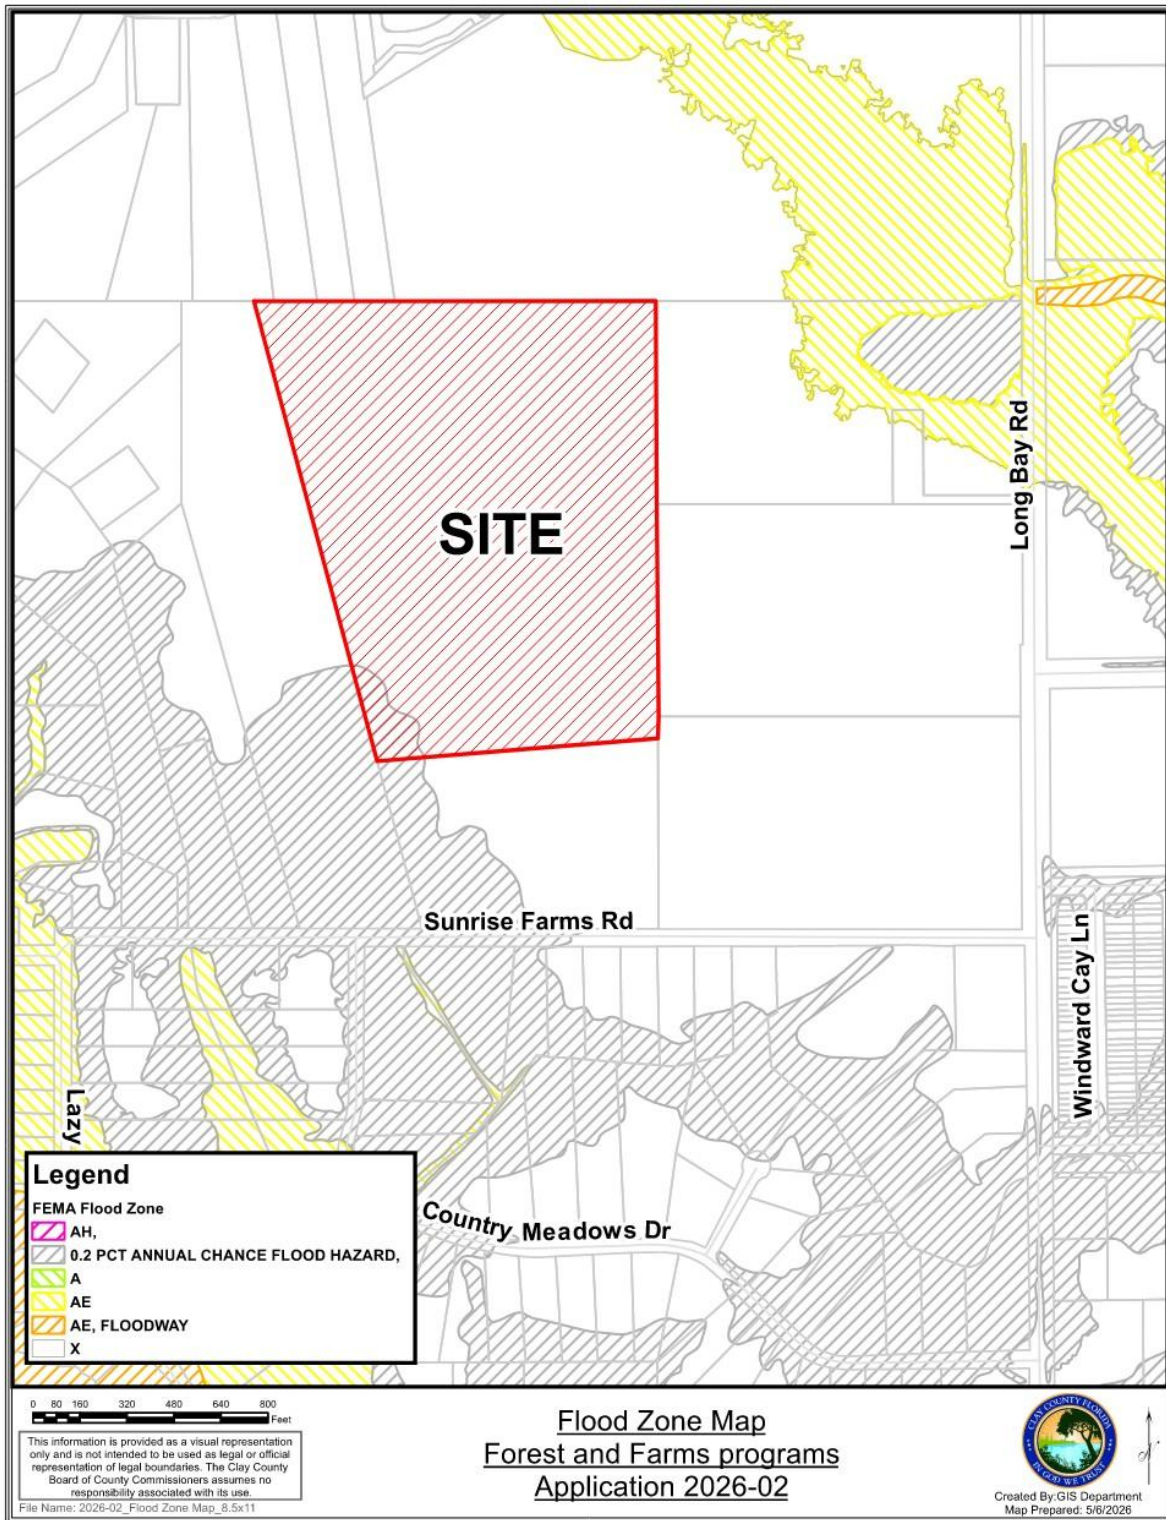 SITE
Long Bay Rd
Sunrise Farms Rd
Windward Cay Ln
Lazy
Country Meadows Dr
Legend
FEMA Flood Zone
AH,
0.2 PCT ANNUAL CHANCE FLOOD HAZARD,
A
AE
AE, FLOODWAY
X
0 80 160 320 480 640 800
Feet
This information is provided as a visual representation
only and is not intended to be used as legal or official
representation of legal boundaries. The Clay County
Board of County Commissioners assumes no
responsibility associated with its use.
File Name: 2026-02_Flood Zone Map_8.5x11
Flood Zone Map
Forest and Farms programs
Application 2026-02
CLAY COUNTY FLORIDA
IN GOD WE TRUST
N
Created By:GIS Department
Map Prepared: 5/6/2026